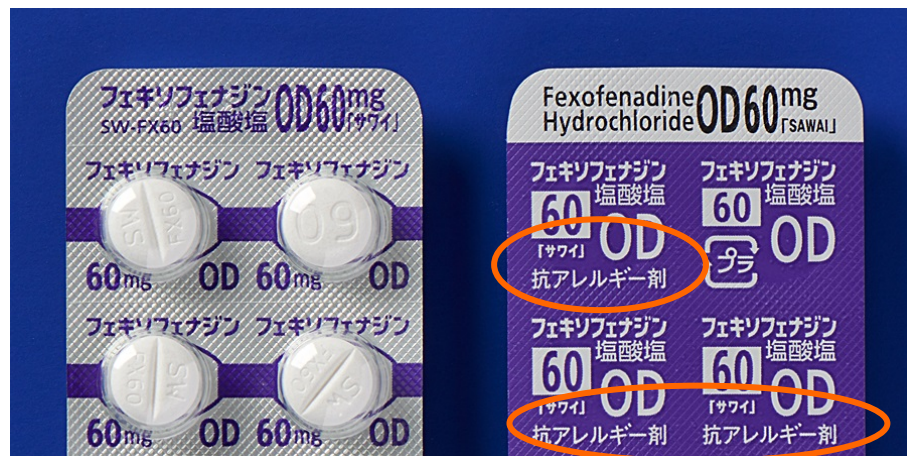 フェキソフェナジン
塩酸塩 OD60mg
SW-FX60 「サワイ」
フェキソフェナジン フェキソフェナジン
SW FX60
60
60mg OD 60mg OD
フェキソフェナジン フェキソフェナジン
SW FX60
SW FX60
60mg OD 60mg OD
Fexofenadine
Hydrochloride OD60mg
「SAWAI」
フェキソフェナジン
塩酸塩
60 OD
「サワイ」
抗アレルギー剤
フェキソフェナジン
塩酸塩
60 OD
プラ
フェキソフェナジン
塩酸塩
60 OD
「サワイ」
抗アレルギー剤
フェキソフェナジン
塩酸塩
60 OD
「サワイ」
抗アレルギー剤